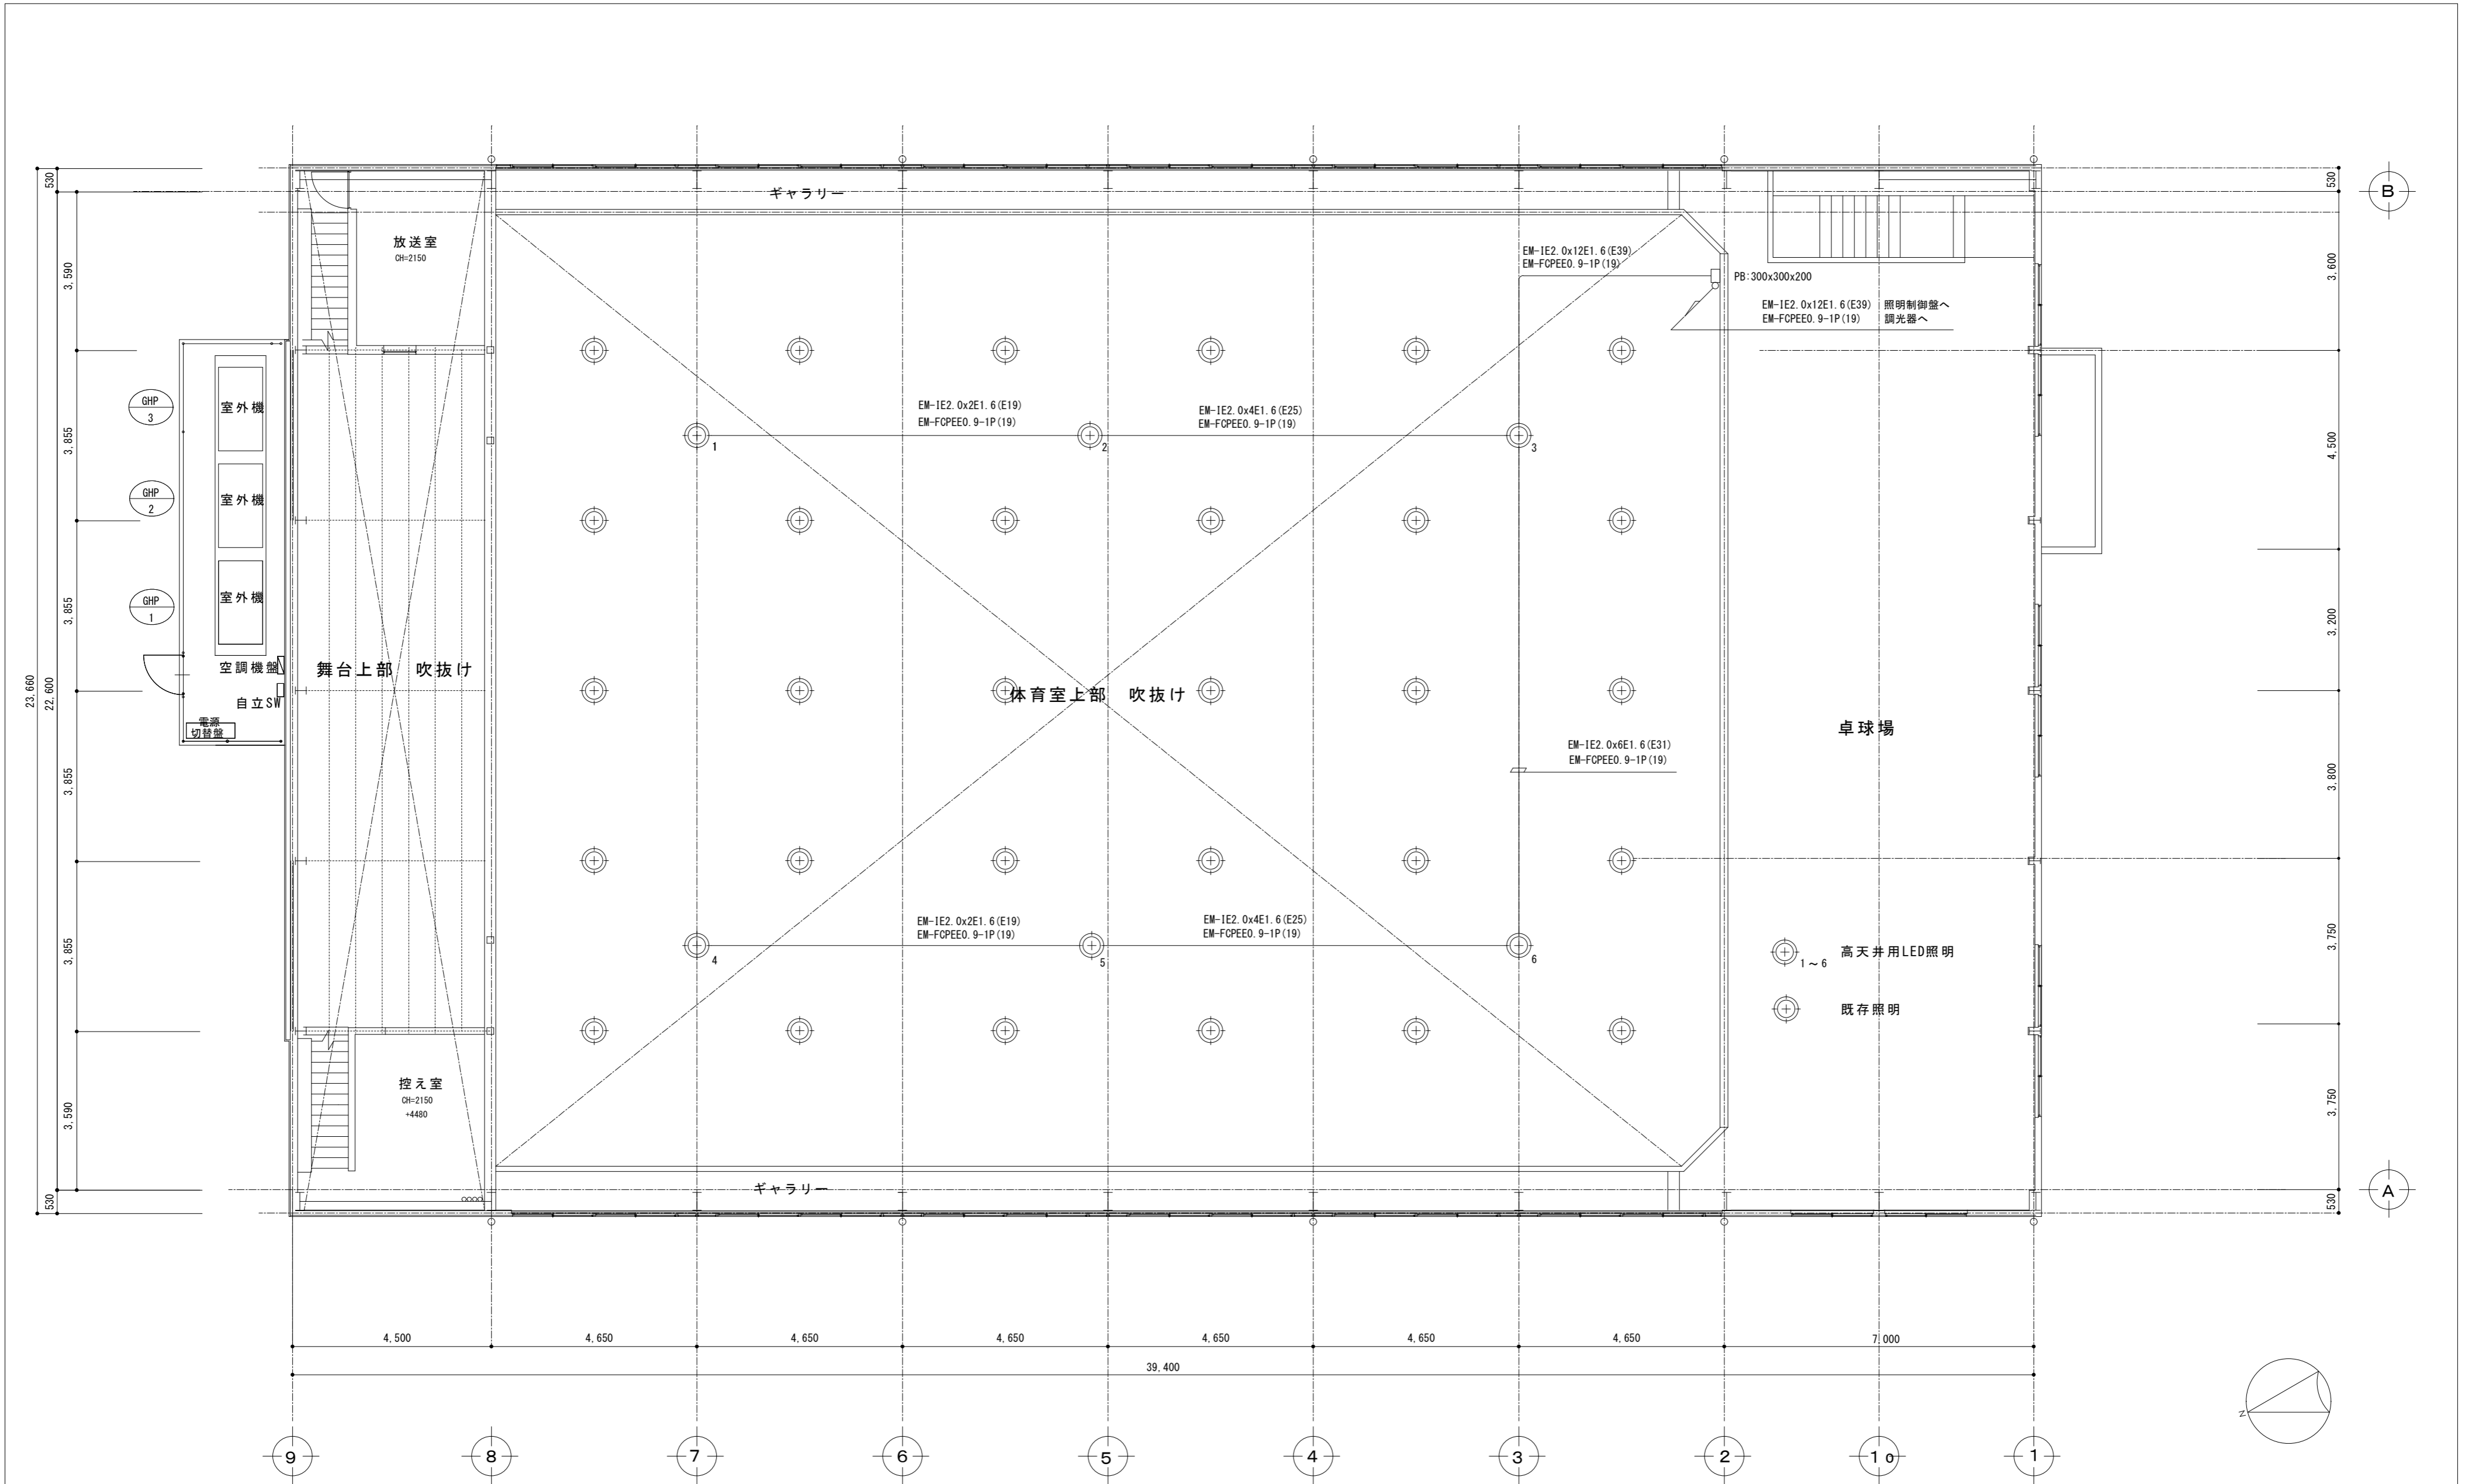 ギャラリー
放送室
CH=2150
EM-IE2.0x12E1.6(E39)
EM-FCPEE0.9-1P(19)
PB:300x300x200
EM-IE2.0x12E1.6(E39) 照明制御盤へ
EM-FCPEE0.9-1P(19) 調光器へ
530
3,590
3,855
3,855
3,855
3,855
3,590
530
23,660
22,600
GHP
3
室外機
GHP
2
室外機
GHP
1
室外機
空調機盤
自立SW
電源
切替盤
舞台上部 吹抜け
EM-IE2.0x2E1.6(E19)
EM-FCPEE0.9-1P(19)
EM-IE2.0x4E1.6(E25)
EM-FCPEE0.9-1P(19)
1
2
3
体育室上部 吹抜け
卓球場
EM-IE2.0x6E1.6(E31)
EM-FCPEE0.9-1P(19)
EM-IE2.0x2E1.6(E19)
EM-FCPEE0.9-1P(19)
EM-IE2.0x4E1.6(E25)
EM-FCPEE0.9-1P(19)
4
5
6
1～6
高天井用LED照明
既存照明
控え室
CH=2150
+4480
ギャラリー
530
3,600
4,500
3,200
3,800
3,750
3,750
530
B
A
4,500
4,650
4,650
4,650
4,650
4,650
4,650
7,000
39,400
N
9
8
7
6
5
4
3
2
1o
1